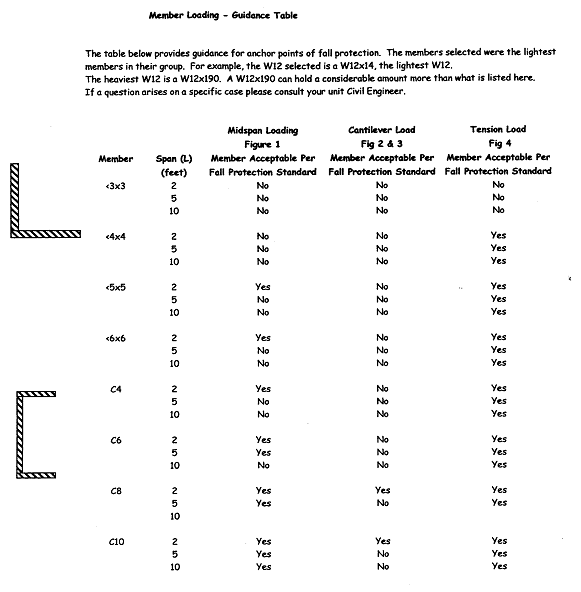 Member Loading - Guidance Table
The table below provides guidance for anchor points of fall protection. The members selected were the lightest
members in their group. For example, the W12 selected is a W12x14, the lightest W12.
The heaviest W12 is a W12x190. A W12x190 can hold a considerable amount more than what is listed here.
If a question arises on a specific case please consult your unit Civil Engineer.
Midspan Loading Cantilever Load Tension Load
Figure 1 Fig 2 & 3 Fig 4
Member Span (L) Member Acceptable Per Member Acceptable Per Member Acceptable Per
(feet) Fall Protection Standard Fall Protection Standard Fall Protection Standard
<3x3 2 No No No
5 No No No
10 No No No
<4x4 2 No No Yes
5 No No Yes
10 No No Yes
<5x5 2 Yes No Yes
5 No No Yes
10 No No Yes
<6x6 2 Yes No Yes
5 No No Yes
10 No No Yes
C4 2 Yes No Yes
5 No No Yes
10 No No Yes
C6 2 Yes No Yes
5 Yes No Yes
10 No No Yes
C8 2 Yes Yes Yes
5 Yes No Yes
10
C10 2 Yes Yes Yes
5 Yes No Yes
10 Yes No Yes